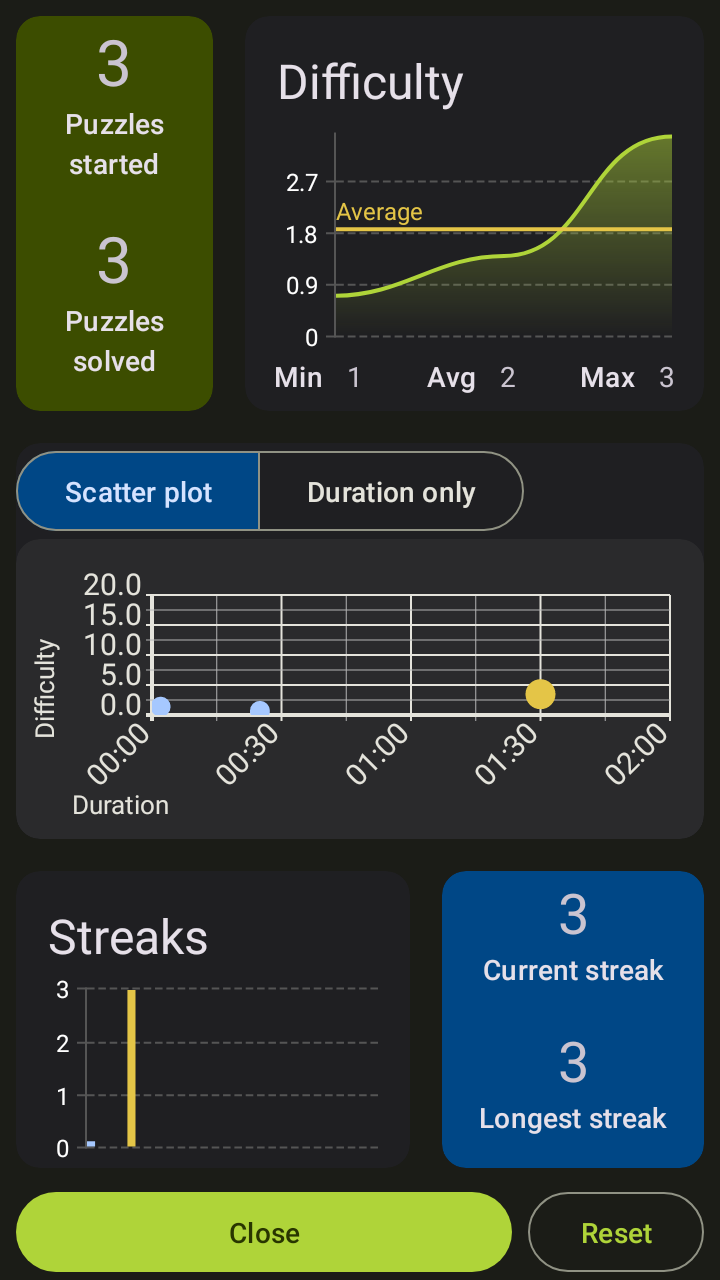 3
Puzzles
started
3
Puzzles
solved
Difficulty
2.7
Average
1.8
0.9
0
Min 1 Avg 2 Max 3
Scatter plot Duration only
20.0
15.0
10.0
5.0
0.0
Difficulty
00:00 00:30 01:00 01:30 02:00
Duration
Streaks
3
2
1
0
3
Current streak
3
Longest streak
Close Reset